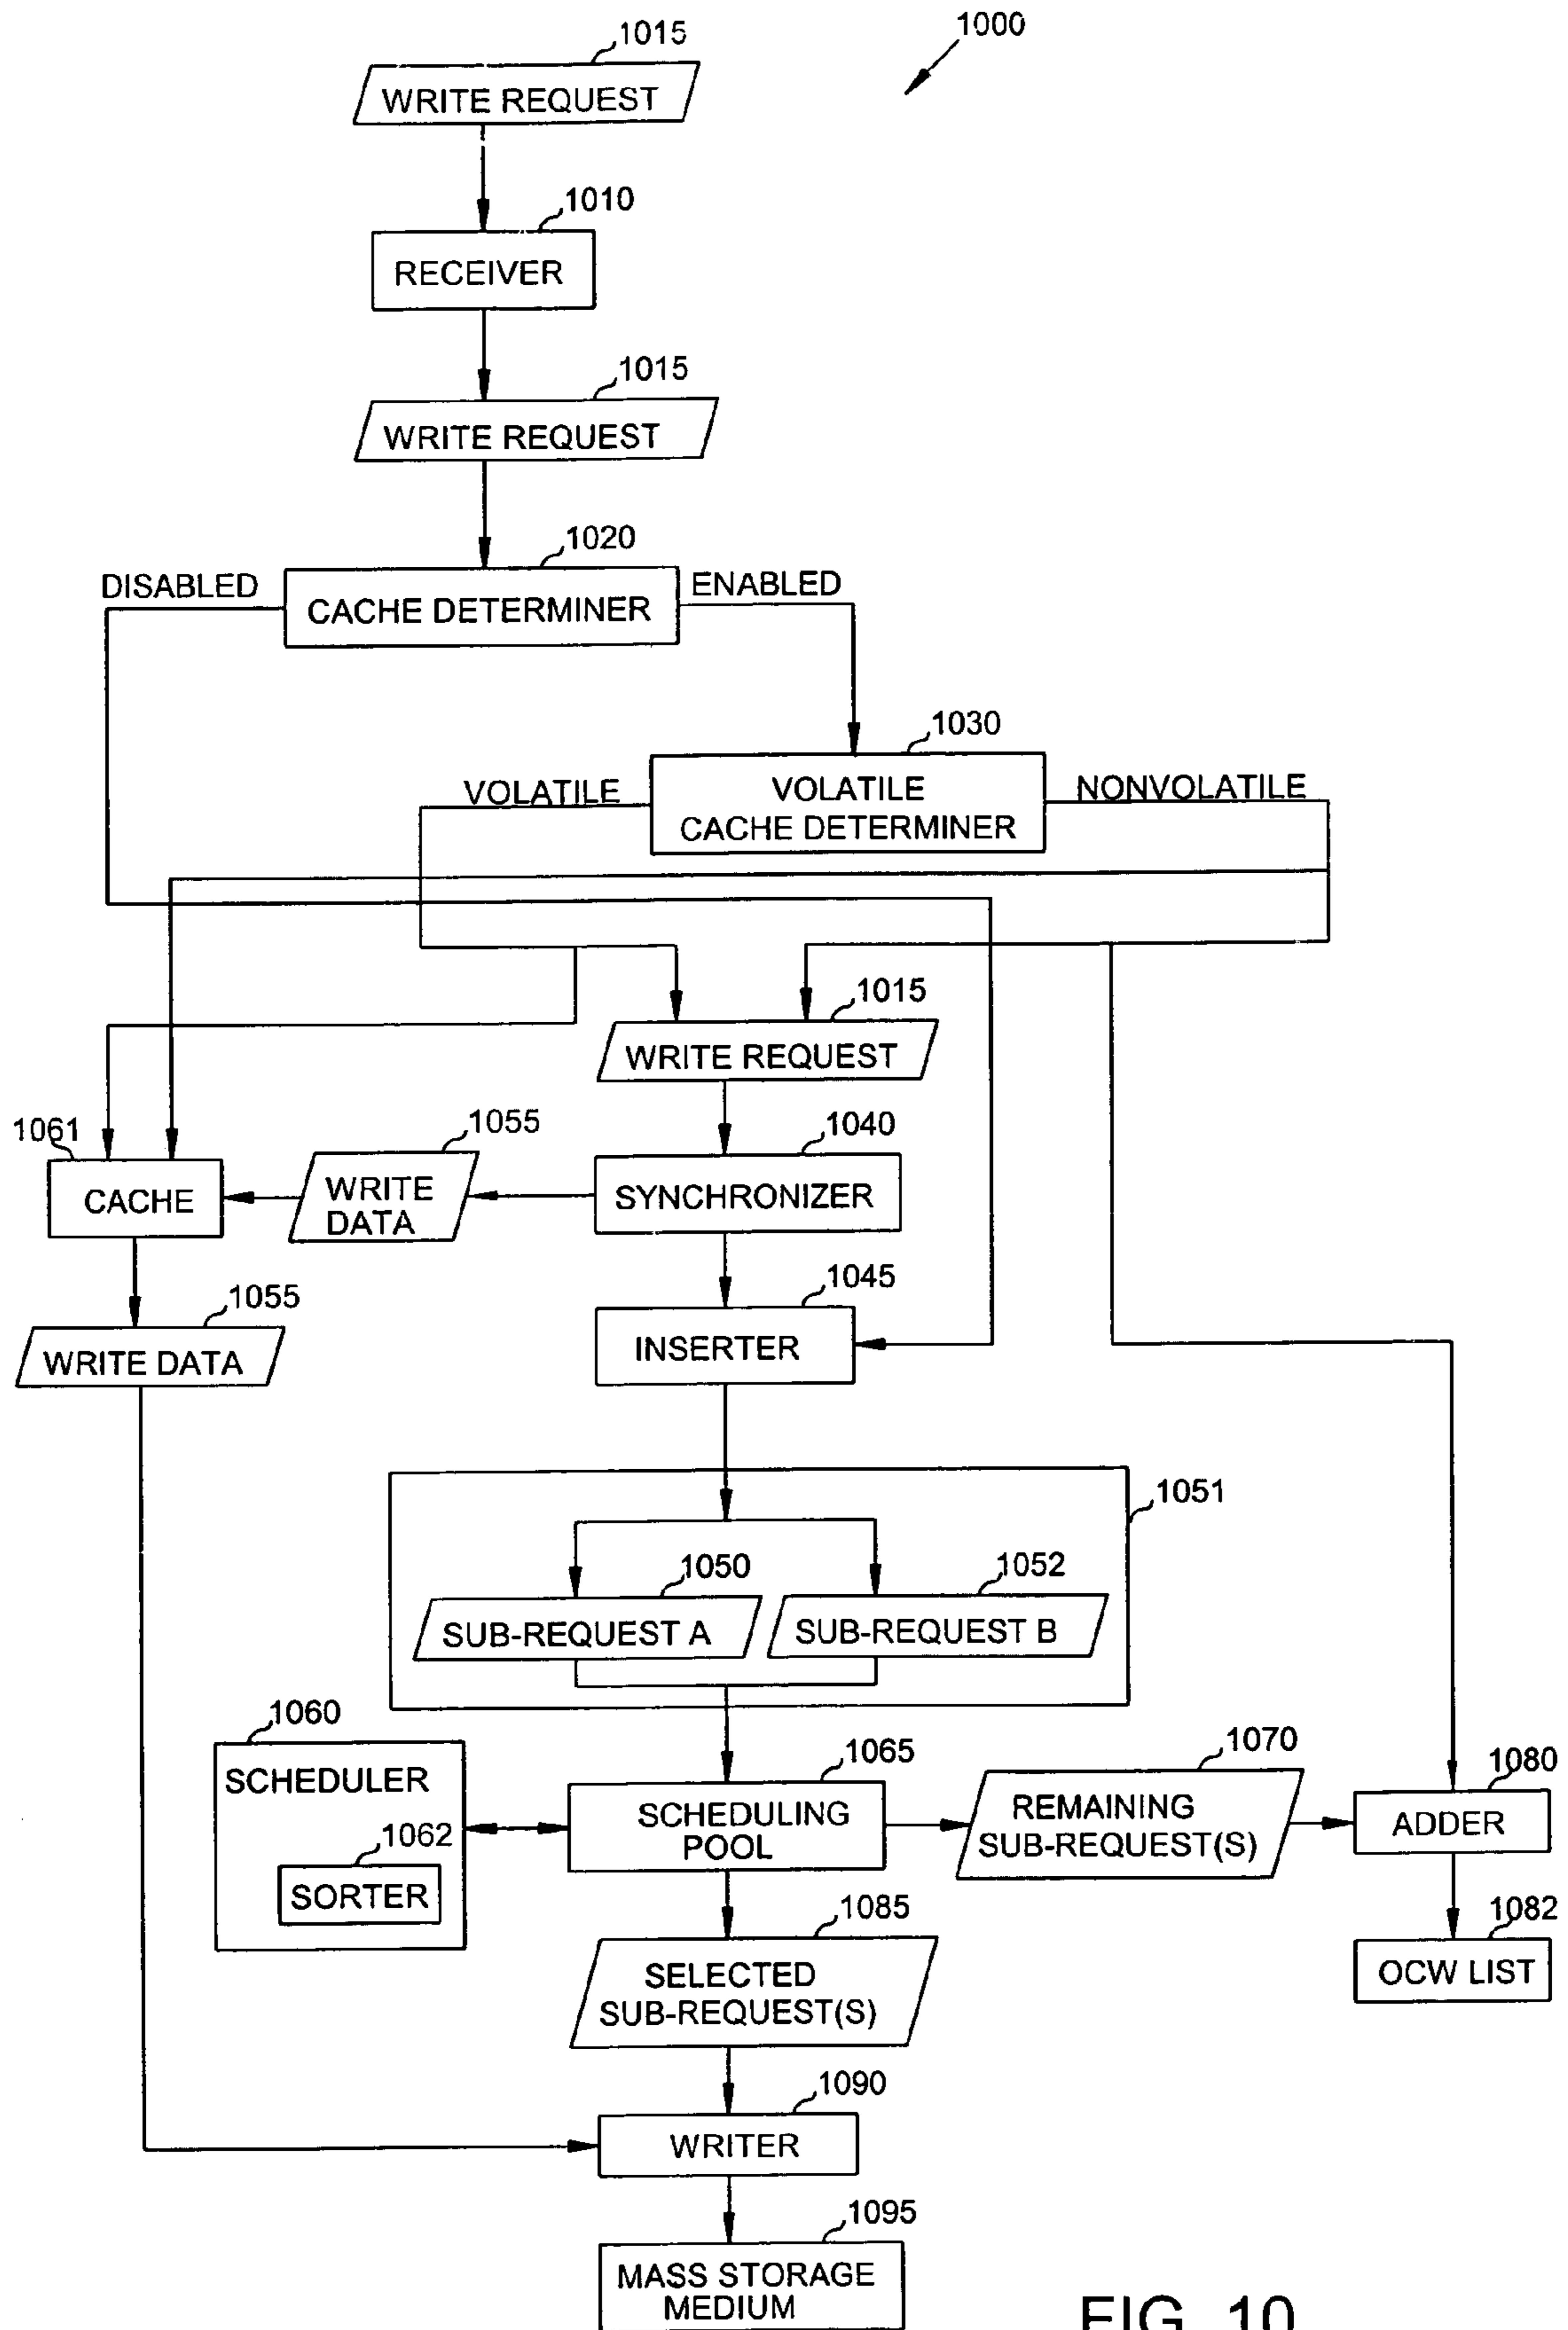 1015
1000
WRITE REQUEST
1010
RECEIVER
1015
WRITE REQUEST
1020
DISABLED
ENABLED
CACHE DETERMINER
1030
VOLATILE
NONVOLATILE
VOLATILE
CACHE DETERMINER
1015
WRITE REQUEST
1061
1055
1040
CACHE
WRITE
DATA
SYNCHRONIZER
1055
1045
WRITE DATA
INSERTER
1051
1050
1052
SUB-REQUEST A
SUB-REQUEST B
1060
1065
1070
1080
SCHEDULER
SCHEDULING
POOL
REMAINING
SUB-REQUEST(S)
ADDER
1062
SORTER
1085
1082
SELECTED
SUB-REQUEST(S)
OCW LIST
1090
WRITER
1095
MASS STORAGE
MEDIUM
FIG. 10